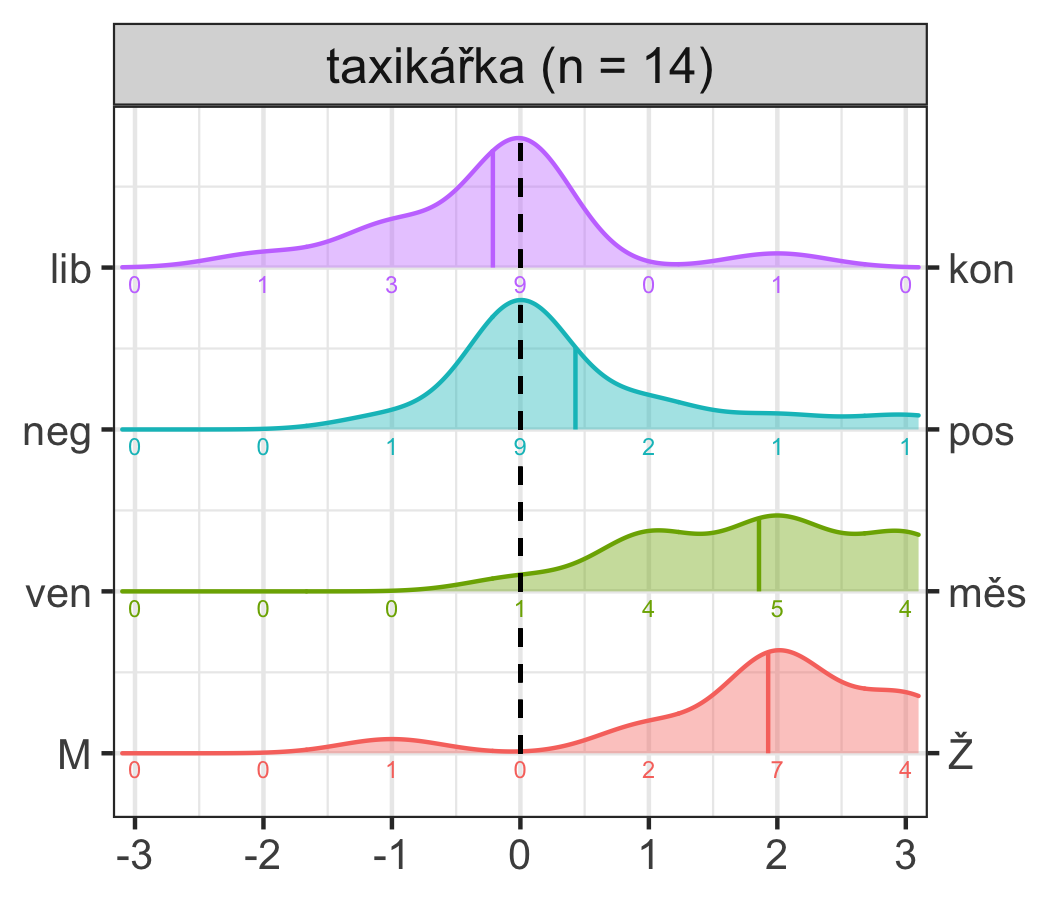 taxikářka (n = 14)
lib kon
0 1 3 9 0 1 0
neg pos
0 0 1 9 2 1 1
ven měs
0 0 0 1 4 5 4
M Ž
0 0 1 0 2 7 4
-3 -2 -1 0 1 2 3